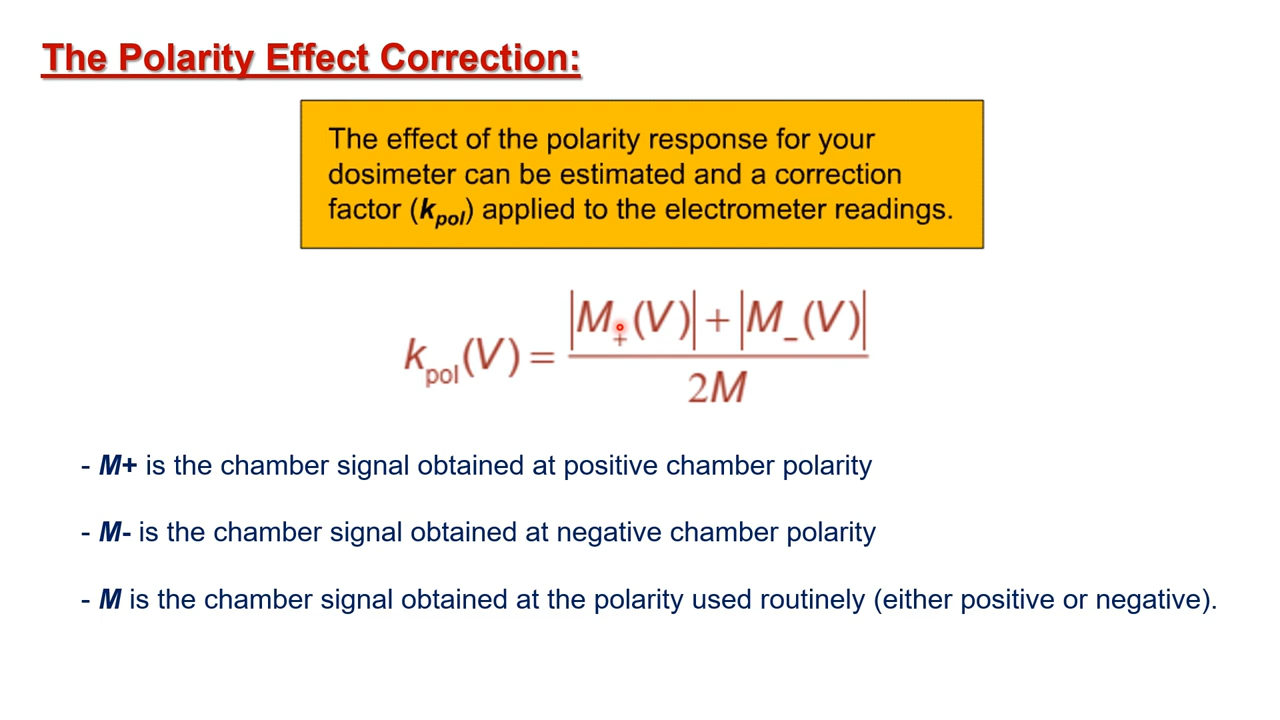 The Polarity Effect Correction:
The effect of the polarity response for your
dosimeter can be estimated and a correction
factor (kpol) applied to the electrometer readings.
kpol(V) = |M+(V)| + |M−(V)| / 2M
- M+ is the chamber signal obtained at positive chamber polarity
- M- is the chamber signal obtained at negative chamber polarity
- M is the chamber signal obtained at the polarity used routinely (either positive or negative).